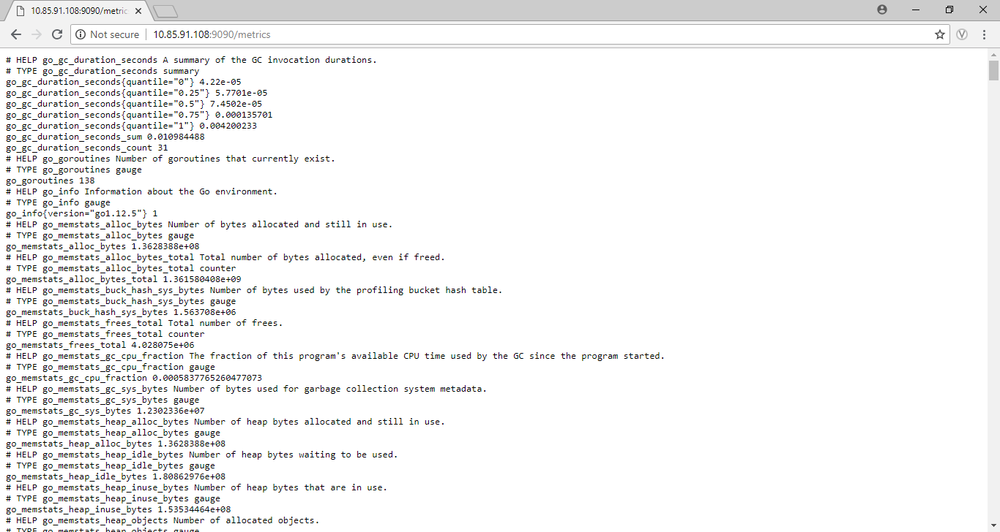 10.85.91.108:9090/metric
Not secure
10.85.91.108:9090/metrics
# HELP go_gc_duration_seconds A summary of the GC invocation durations.
# TYPE go_gc_duration_seconds summary
go_gc_duration_seconds{quantile="0"} 4.22e-05
go_gc_duration_seconds{quantile="0.25"} 5.7701e-05
go_gc_duration_seconds{quantile="0.5"} 7.4502e-05
go_gc_duration_seconds{quantile="0.75"} 0.000135701
go_gc_duration_seconds{quantile="1"} 0.004200233
go_gc_duration_seconds_sum 0.010984488
go_gc_duration_seconds_count 31
# HELP go_goroutines Number of goroutines that currently exist.
# TYPE go_goroutines gauge
go_goroutines 138
# HELP go_info Information about the Go environment.
# TYPE go_info gauge
go_info{version="go1.12.5"} 1
# HELP go_memstats_alloc_bytes Number of bytes allocated and still in use.
# TYPE go_memstats_alloc_bytes gauge
go_memstats_alloc_bytes 1.3628388e+08
# HELP go_memstats_alloc_bytes_total Total number of bytes allocated, even if freed.
# TYPE go_memstats_alloc_bytes_total counter
go_memstats_alloc_bytes_total 1.361580408e+09
# HELP go_memstats_buck_hash_sys_bytes Number of bytes used by the profiling bucket hash table.
# TYPE go_memstats_buck_hash_sys_bytes gauge
go_memstats_buck_hash_sys_bytes 1.563708e+06
# HELP go_memstats_frees_total Total number of frees.
# TYPE go_memstats_frees_total counter
go_memstats_frees_total 4.028075e+06
# HELP go_memstats_gc_cpu_fraction The fraction of this program's available CPU time used by the GC since the program started.
# TYPE go_memstats_gc_cpu_fraction gauge
go_memstats_gc_cpu_fraction 0.0005837765260477073
# HELP go_memstats_gc_sys_bytes Number of bytes used for garbage collection system metadata.
# TYPE go_memstats_gc_sys_bytes gauge
go_memstats_gc_sys_bytes 1.2302336e+07
# HELP go_memstats_heap_alloc_bytes Number of heap bytes allocated and still in use.
# TYPE go_memstats_heap_alloc_bytes gauge
go_memstats_heap_alloc_bytes 1.3628388e+08
# HELP go_memstats_heap_idle_bytes Number of heap bytes waiting to be used.
# TYPE go_memstats_heap_idle_bytes gauge
go_memstats_heap_idle_bytes 1.80862976e+08
# HELP go_memstats_heap_inuse_bytes Number of heap bytes that are in use.
# TYPE go_memstats_heap_inuse_bytes gauge
go_memstats_heap_inuse_bytes 1.53534464e+08
# HELP go_memstats_heap_objects Number of allocated objects.
# TYPE go_memstats_heap_objects gauge